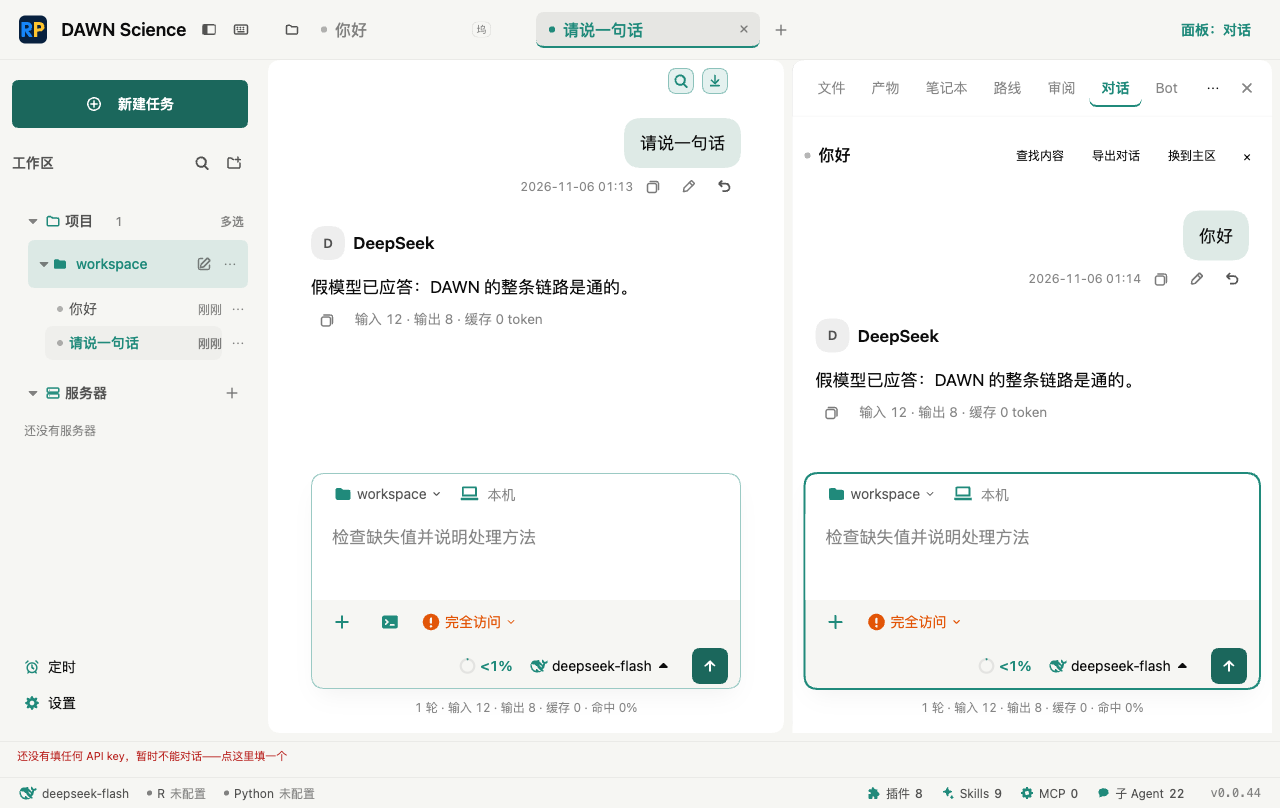 RP DAWN Science
你好
坞
请说一句话
面板：对话
新建任务
工作区
项目 1 多选
workspace
你好 刚刚
请说一句话 刚刚
服务器
还没有服务器
定时
设置
请说一句话
2026-11-06 01:13
D DeepSeek
假模型已应答：DAWN 的整条链路是通的。
输入 12 · 输出 8 · 缓存 0 token
workspace 本机
检查缺失值并说明处理方法
完全访问
<1% deepseek-flash
1 轮 · 输入 12 · 输出 8 · 缓存 0 · 命中 0%
文件 产物 笔记本 路线 审阅 对话 Bot
你好 查找内容 导出对话 换到主区
你好
2026-11-06 01:14
D DeepSeek
假模型已应答：DAWN 的整条链路是通的。
输入 12 · 输出 8 · 缓存 0 token
workspace 本机
检查缺失值并说明处理方法
完全访问
<1% deepseek-flash
1 轮 · 输入 12 · 输出 8 · 缓存 0 · 命中 0%
还没有填任何 API key，暂时不能对话——点这里填一个
deepseek-flash R 未配置 Python 未配置 插件 8 Skills 9 MCP 0 子 Agent 22 v0.0.44